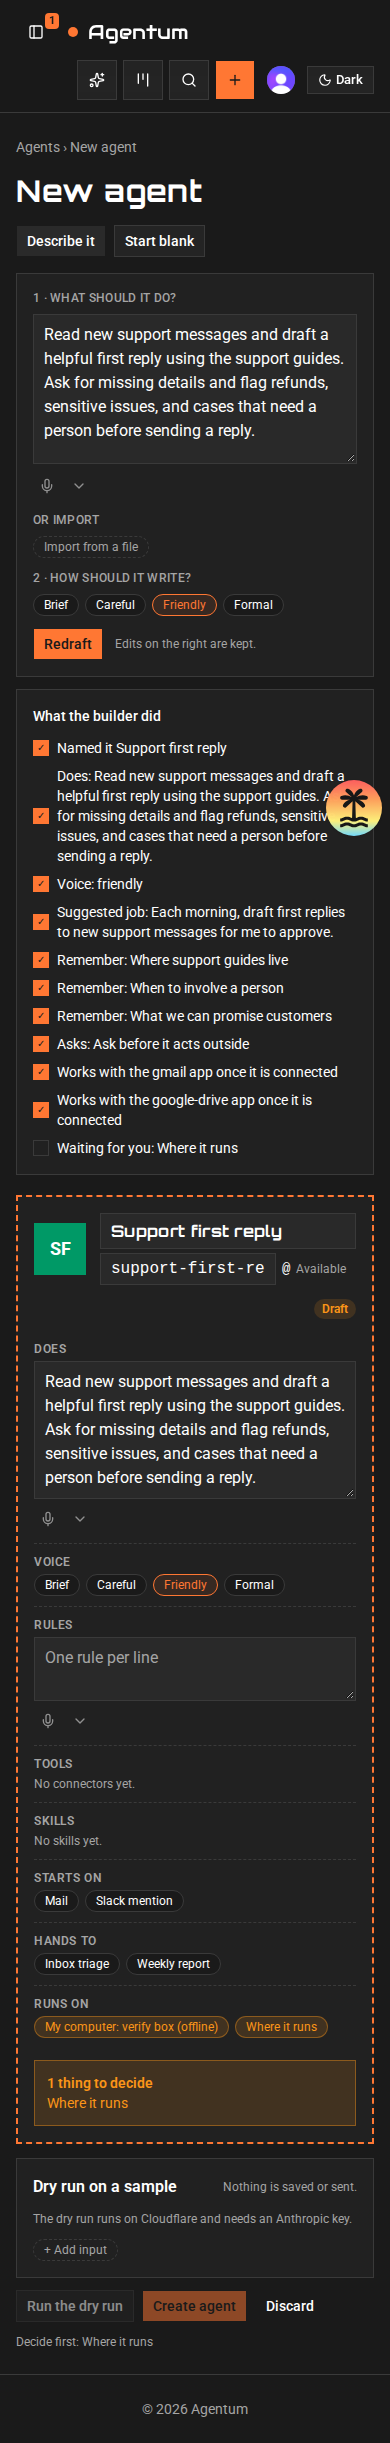 1
Agentum
Dark
Agents › New agent
New agent
Describe it
Start blank
1 · WHAT SHOULD IT DO?
Read new support messages and draft a
helpful first reply using the support guides.
Ask for missing details and flag refunds,
sensitive issues, and cases that need a
person before sending a reply.
OR IMPORT
Import from a file
2 · HOW SHOULD IT WRITE?
Brief Careful Friendly Formal
Redraft Edits on the right are kept.
What the builder did
Named it Support first reply
Does: Read new support messages and draft a
helpful first reply using the support guides.
for missing details and flag refunds,
issues, and cases that need a person before
sending a reply.
Voice: friendly
Suggested job: Each morning, draft first replies
to new support messages for me to approve.
Remember: Where support guides live
Remember: When to involve a person
Remember: What we can promise customers
Asks: Ask before it acts outside
Works with the gmail app once it is connected
Works with the google-drive app once it is
connected
Waiting for you: Where it runs
SF
Support first reply
support-first-re @ Available
Draft
DOES
Read new support messages and draft a
helpful first reply using the support guides.
Ask for missing details and flag refunds,
sensitive issues, and cases that need a
person before sending a reply.
VOICE
Brief Careful Friendly Formal
RULES
One rule per line
TOOLS
No connectors yet.
SKILLS
No skills yet.
STARTS ON
Mail Slack mention
HANDS TO
Inbox triage Weekly report
RUNS ON
My computer: verify box (offline) Where it runs
1 thing to decide
Where it runs
Dry run on a sample Nothing is saved or sent.
The dry run runs on Cloudflare and needs an Anthropic key.
+ Add input
Run the dry run Create agent Discard
Decide first: Where it runs
© 2026 Agentum